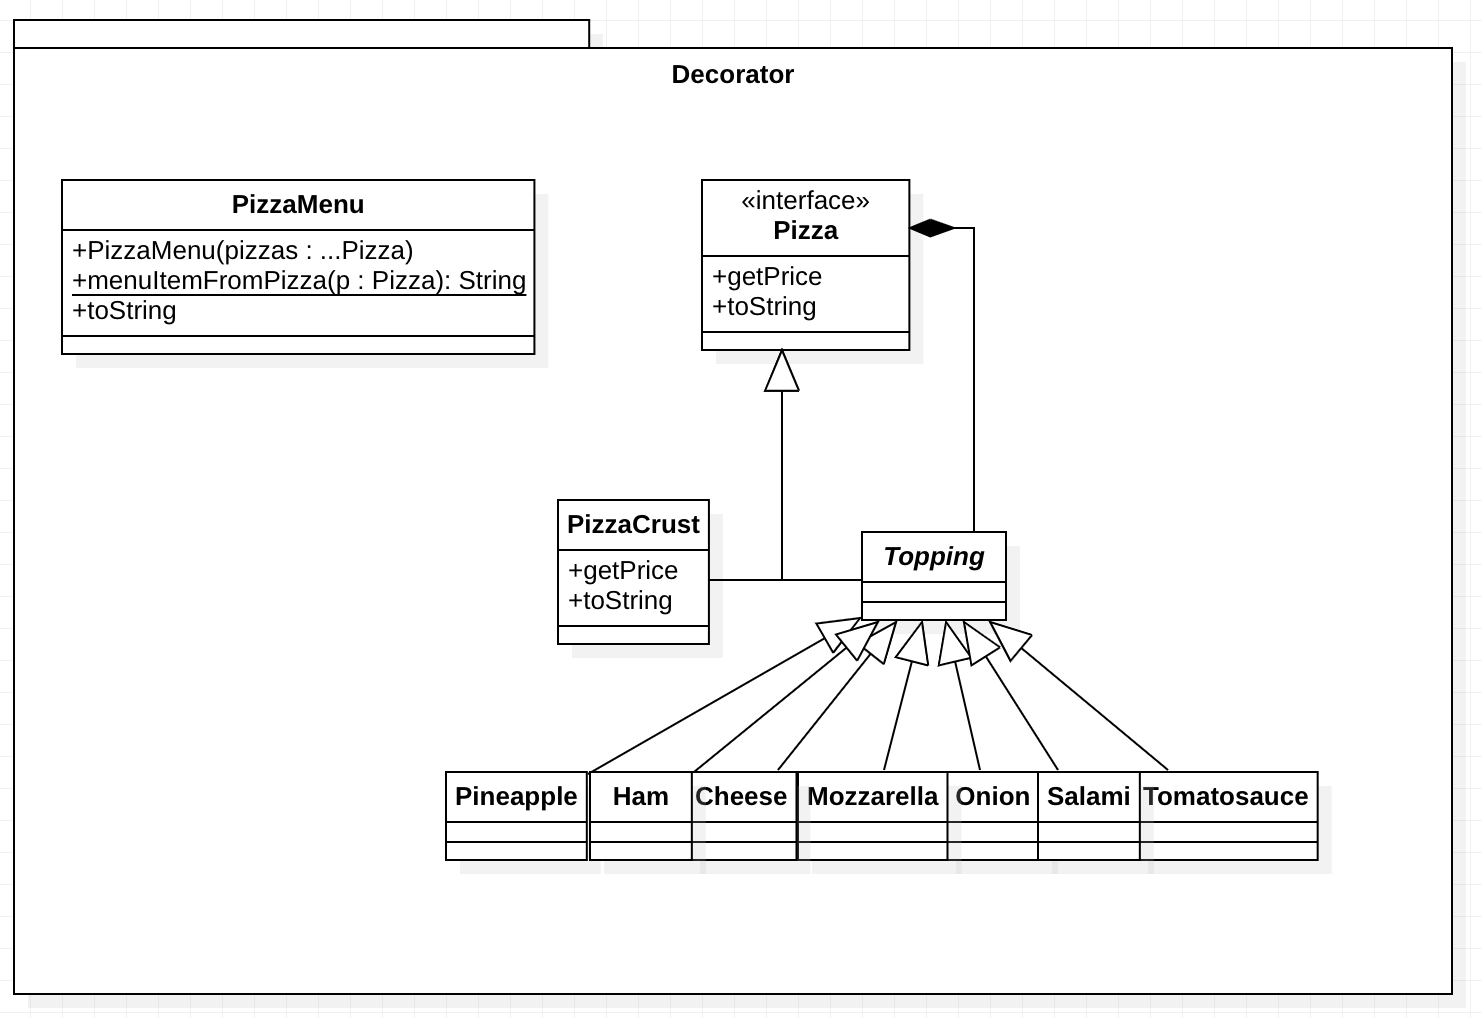 Decorator
PizzaMenu
+PizzaMenu(pizzas : ...Pizza)
+menuItemFromPizza(p : Pizza): String
+toString
«interface»
Pizza
+getPrice
+toString
PizzaCrust
+getPrice
+toString
Topping
Pineapple
Ham
Cheese
Mozzarella
Onion
Salami
Tomatosauce